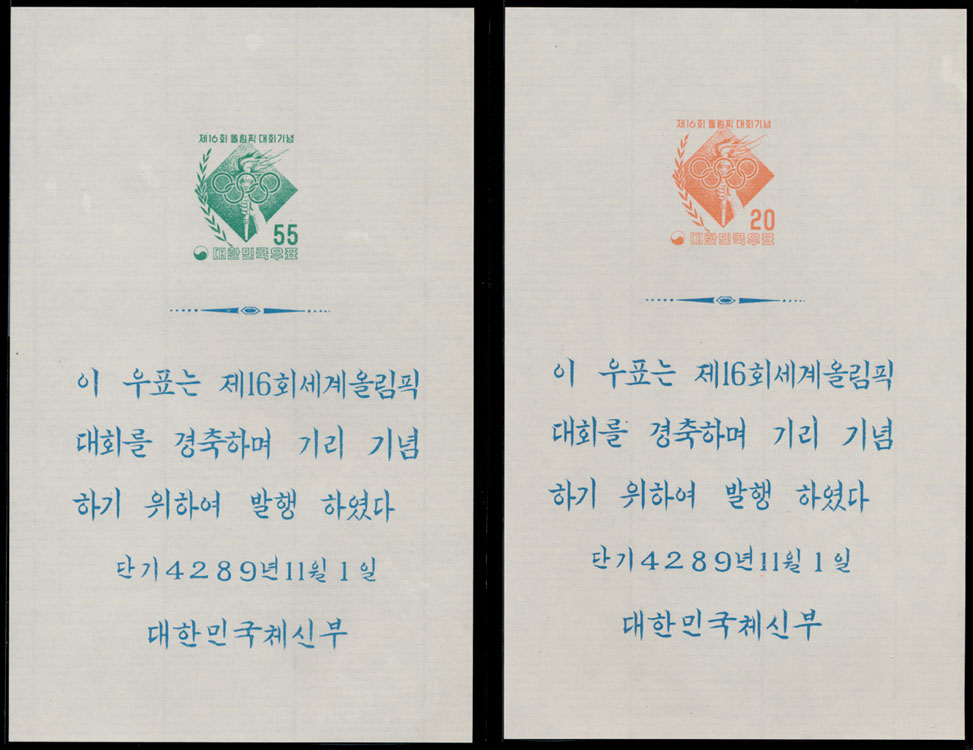 제16회 올림픽 대회기념
55
대한민국우표
이 우표는 제16회세계올림픽
대회를 경축하며 기리 기념
하기 위하여 발행 하였다
단기4289년11월1일
대한민국체신부
제16회 올림픽 대회기념
20
대한민국우표
이 우표는 제16회세계올림픽
대회를 경축하며 기리 기념
하기 위하여 발행 하였다
단기4289년11월1일
대한민국체신부